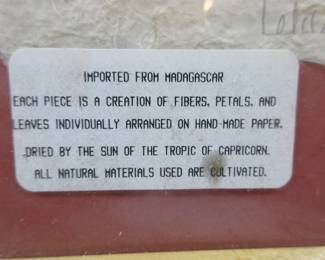 IMPORTED FROM MADAGASCAR
EACH PIECE IS A CREATION OF FIBERS, PETALS, AND
LEAVES INDIVIDUALLY ARRANGED ON HAND-MADE PAPER.
DRIED BY THE SUN OF THE TROPIC OF CAPRICORN.
ALL NATURAL MATERIALS USED ARE CULTIVATED.